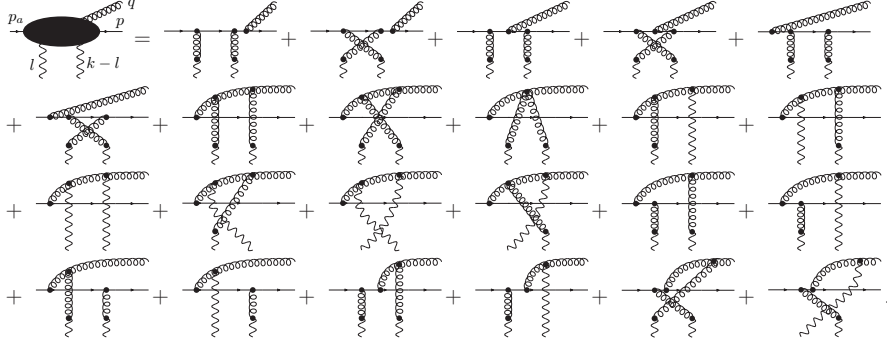 p_a q
p
=
+ + + +
l k − l
+ + + + + +
+ + + + + +
+ + + + + + .